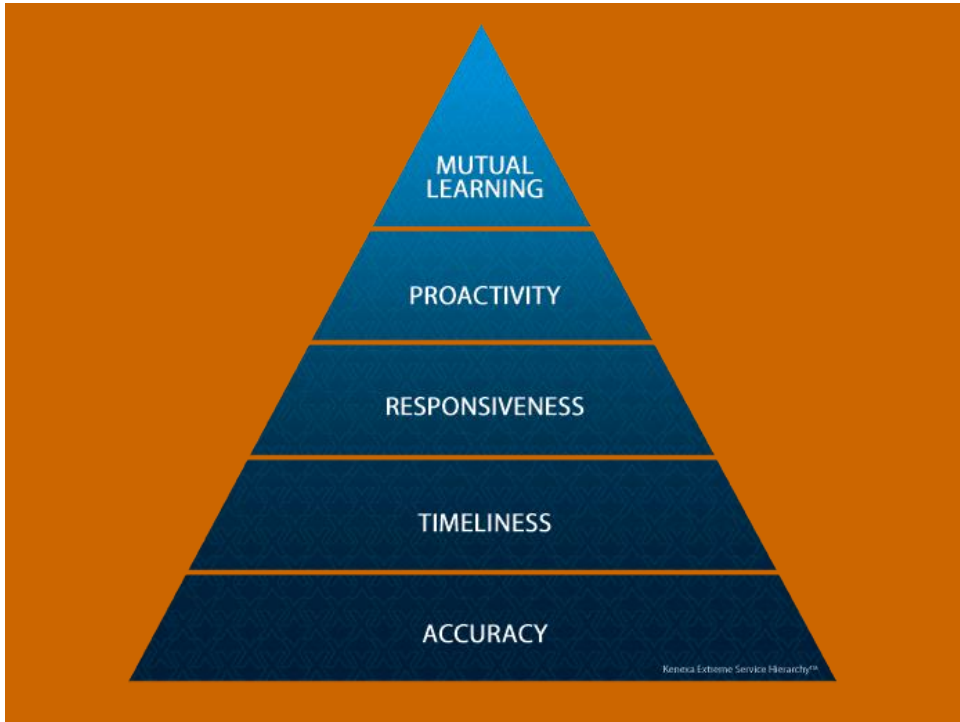 MUTUAL
LEARNING
PROACTIVITY
RESPONSIVENESS
TIMELINESS
ACCURACY
Kenexa Extreme Service Hierarchy™